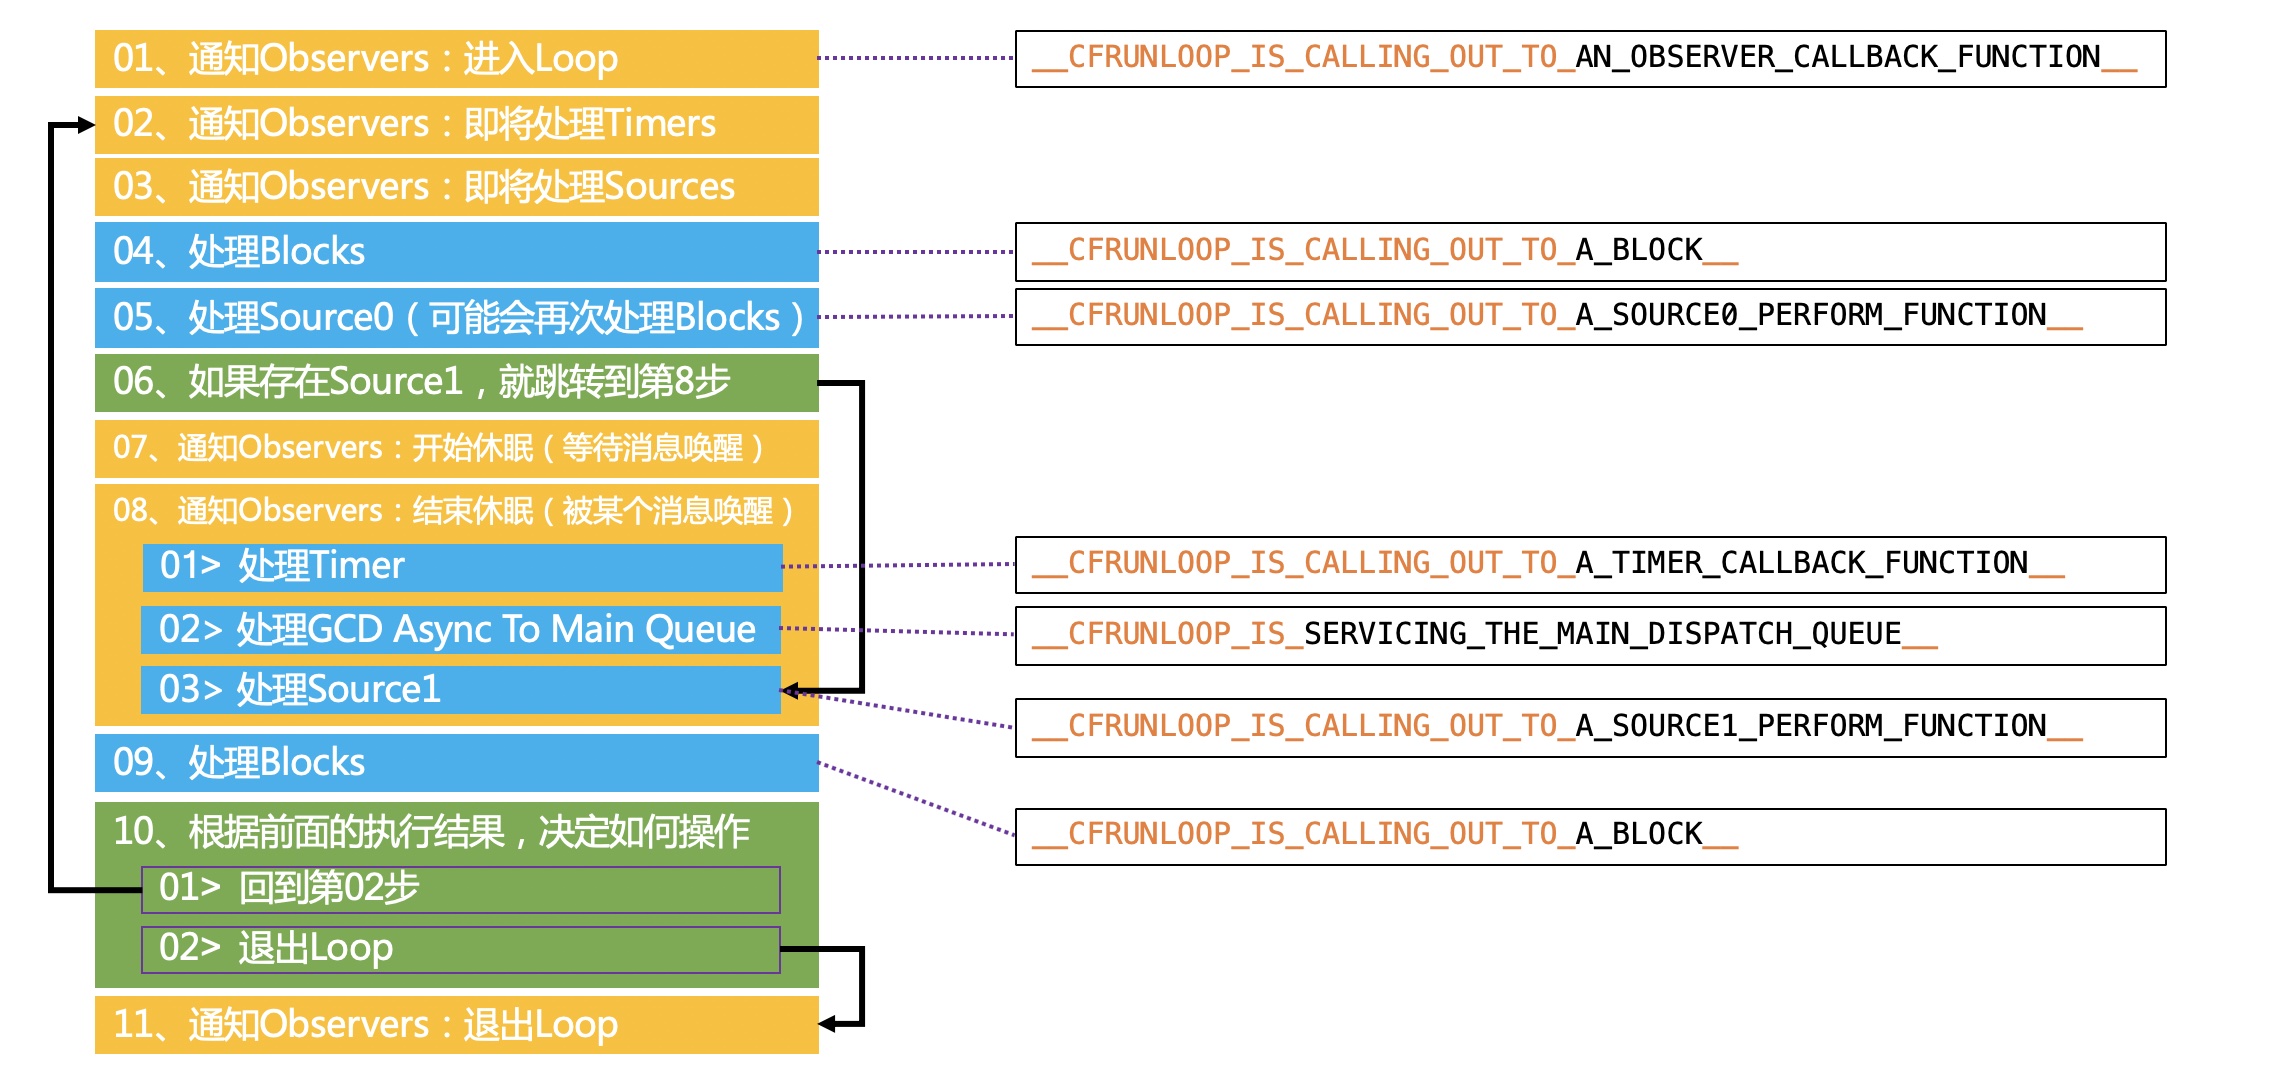 01、通知Observers：进入Loop
__CFRUNLOOP_IS_CALLING_OUT_TO_AN_OBSERVER_CALLBACK_FUNCTION__
02、通知Observers：即将处理Timers
03、通知Observers：即将处理Sources
04、处理Blocks
__CFRUNLOOP_IS_CALLING_OUT_TO_A_BLOCK__
05、处理Source0（可能会再次处理Blocks）
__CFRUNLOOP_IS_CALLING_OUT_TO_A_SOURCE0_PERFORM_FUNCTION__
06、如果存在Source1，就跳转到第8步
07、通知Observers：开始休眠（等待消息唤醒）
08、通知Observers：结束休眠（被某个消息唤醒）
01> 处理Timer
__CFRUNLOOP_IS_CALLING_OUT_TO_A_TIMER_CALLBACK_FUNCTION__
02> 处理GCD Async To Main Queue
__CFRUNLOOP_IS_SERVICING_THE_MAIN_DISPATCH_QUEUE__
03> 处理Source1
__CFRUNLOOP_IS_CALLING_OUT_TO_A_SOURCE1_PERFORM_FUNCTION__
09、处理Blocks
__CFRUNLOOP_IS_CALLING_OUT_TO_A_BLOCK__
10、根据前面的执行结果，决定如何操作
01> 回到第02步
02> 退出Loop
11、通知Observers：退出Loop